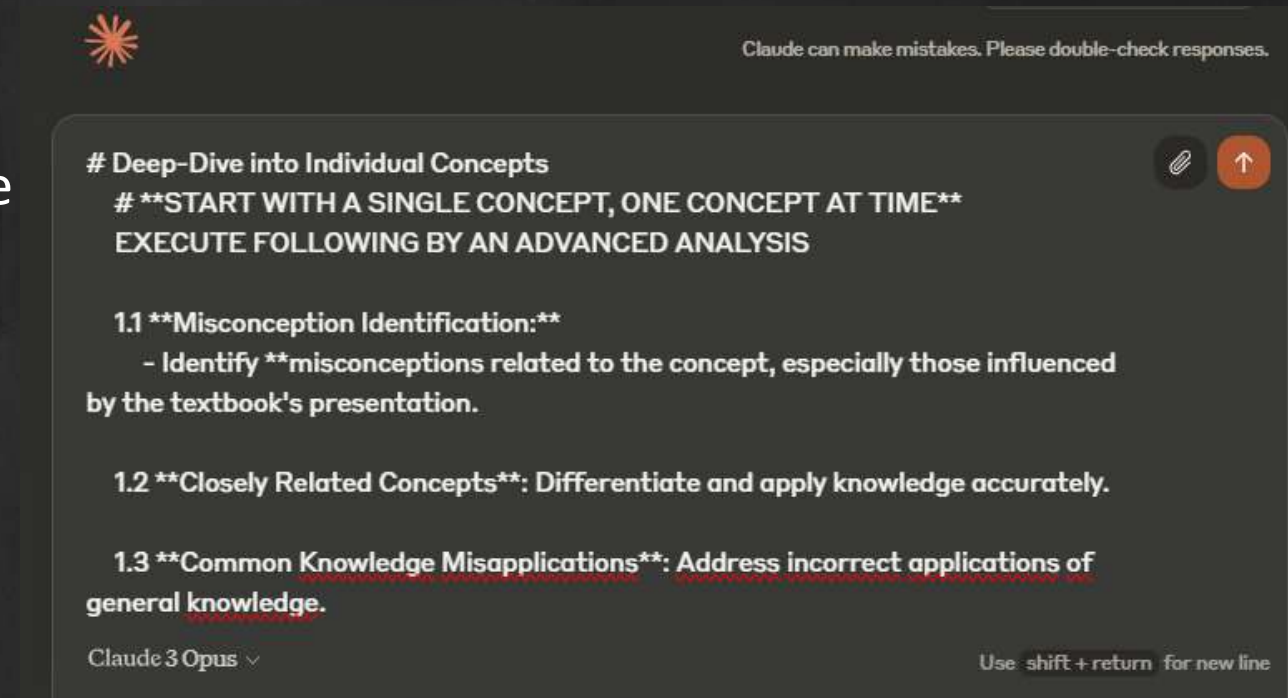 Claude can make mistakes. Please double-check responses.
e
# Deep-Dive into Individual Concepts
# **START WITH A SINGLE CONCEPT, ONE CONCEPT AT TIME**
EXECUTE FOLLOWING BY AN ADVANCED ANALYSIS
1.1 **Misconception Identification:**
- Identify **misconceptions related to the concept, especially those influenced
by the textbook's presentation.
1.2 **Closely Related Concepts**: Differentiate and apply knowledge accurately.
1.3 **Common Knowledge Misapplications**: Address incorrect applications of
general knowledge.
Claude 3 Opus
Use shift + return for new line